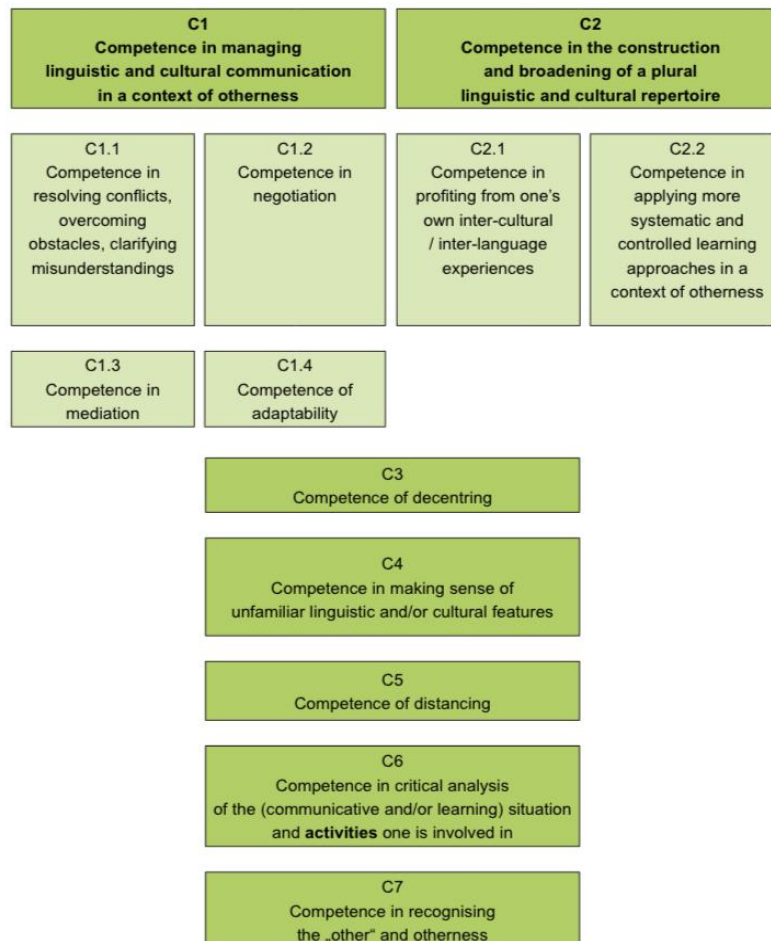 C1
Competence in managing
linguistic and cultural communication
in a context of otherness
C2
Competence in the construction
and broadening of a plural
linguistic and cultural repertoire
C1.1
Competence in
resolving conflicts,
overcoming
obstacles, clarifying
misunderstandings
C1.2
Competence in
negotiation
C2.1
Competence in
profiting from one's
own inter-cultural
/ inter-language
experiences
C2.2
Competence in
applying more
systematic and
controlled learning
approaches in a
context of otherness
C1.3
Competence in
mediation
C1.4
Competence of
adaptability
C3
Competence of decentring
C4
Competence in making sense of
unfamiliar linguistic and/or cultural features
C5
Competence of distancing
C6
Competence in critical analysis
of the (communicative and/or learning) situation
and activities one is involved in
C7
Competence in recognising
the „other“ and otherness